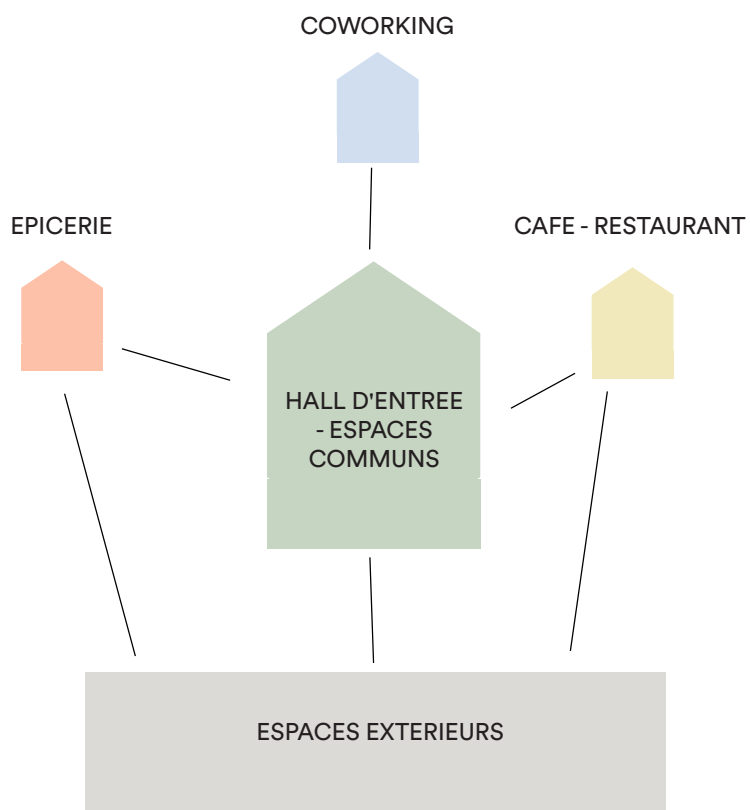 COWORKING
EPICERIE
CAFE - RESTAURANT
HALL D'ENTREE
- ESPACES
COMMUNS
ESPACES EXTERIEURS